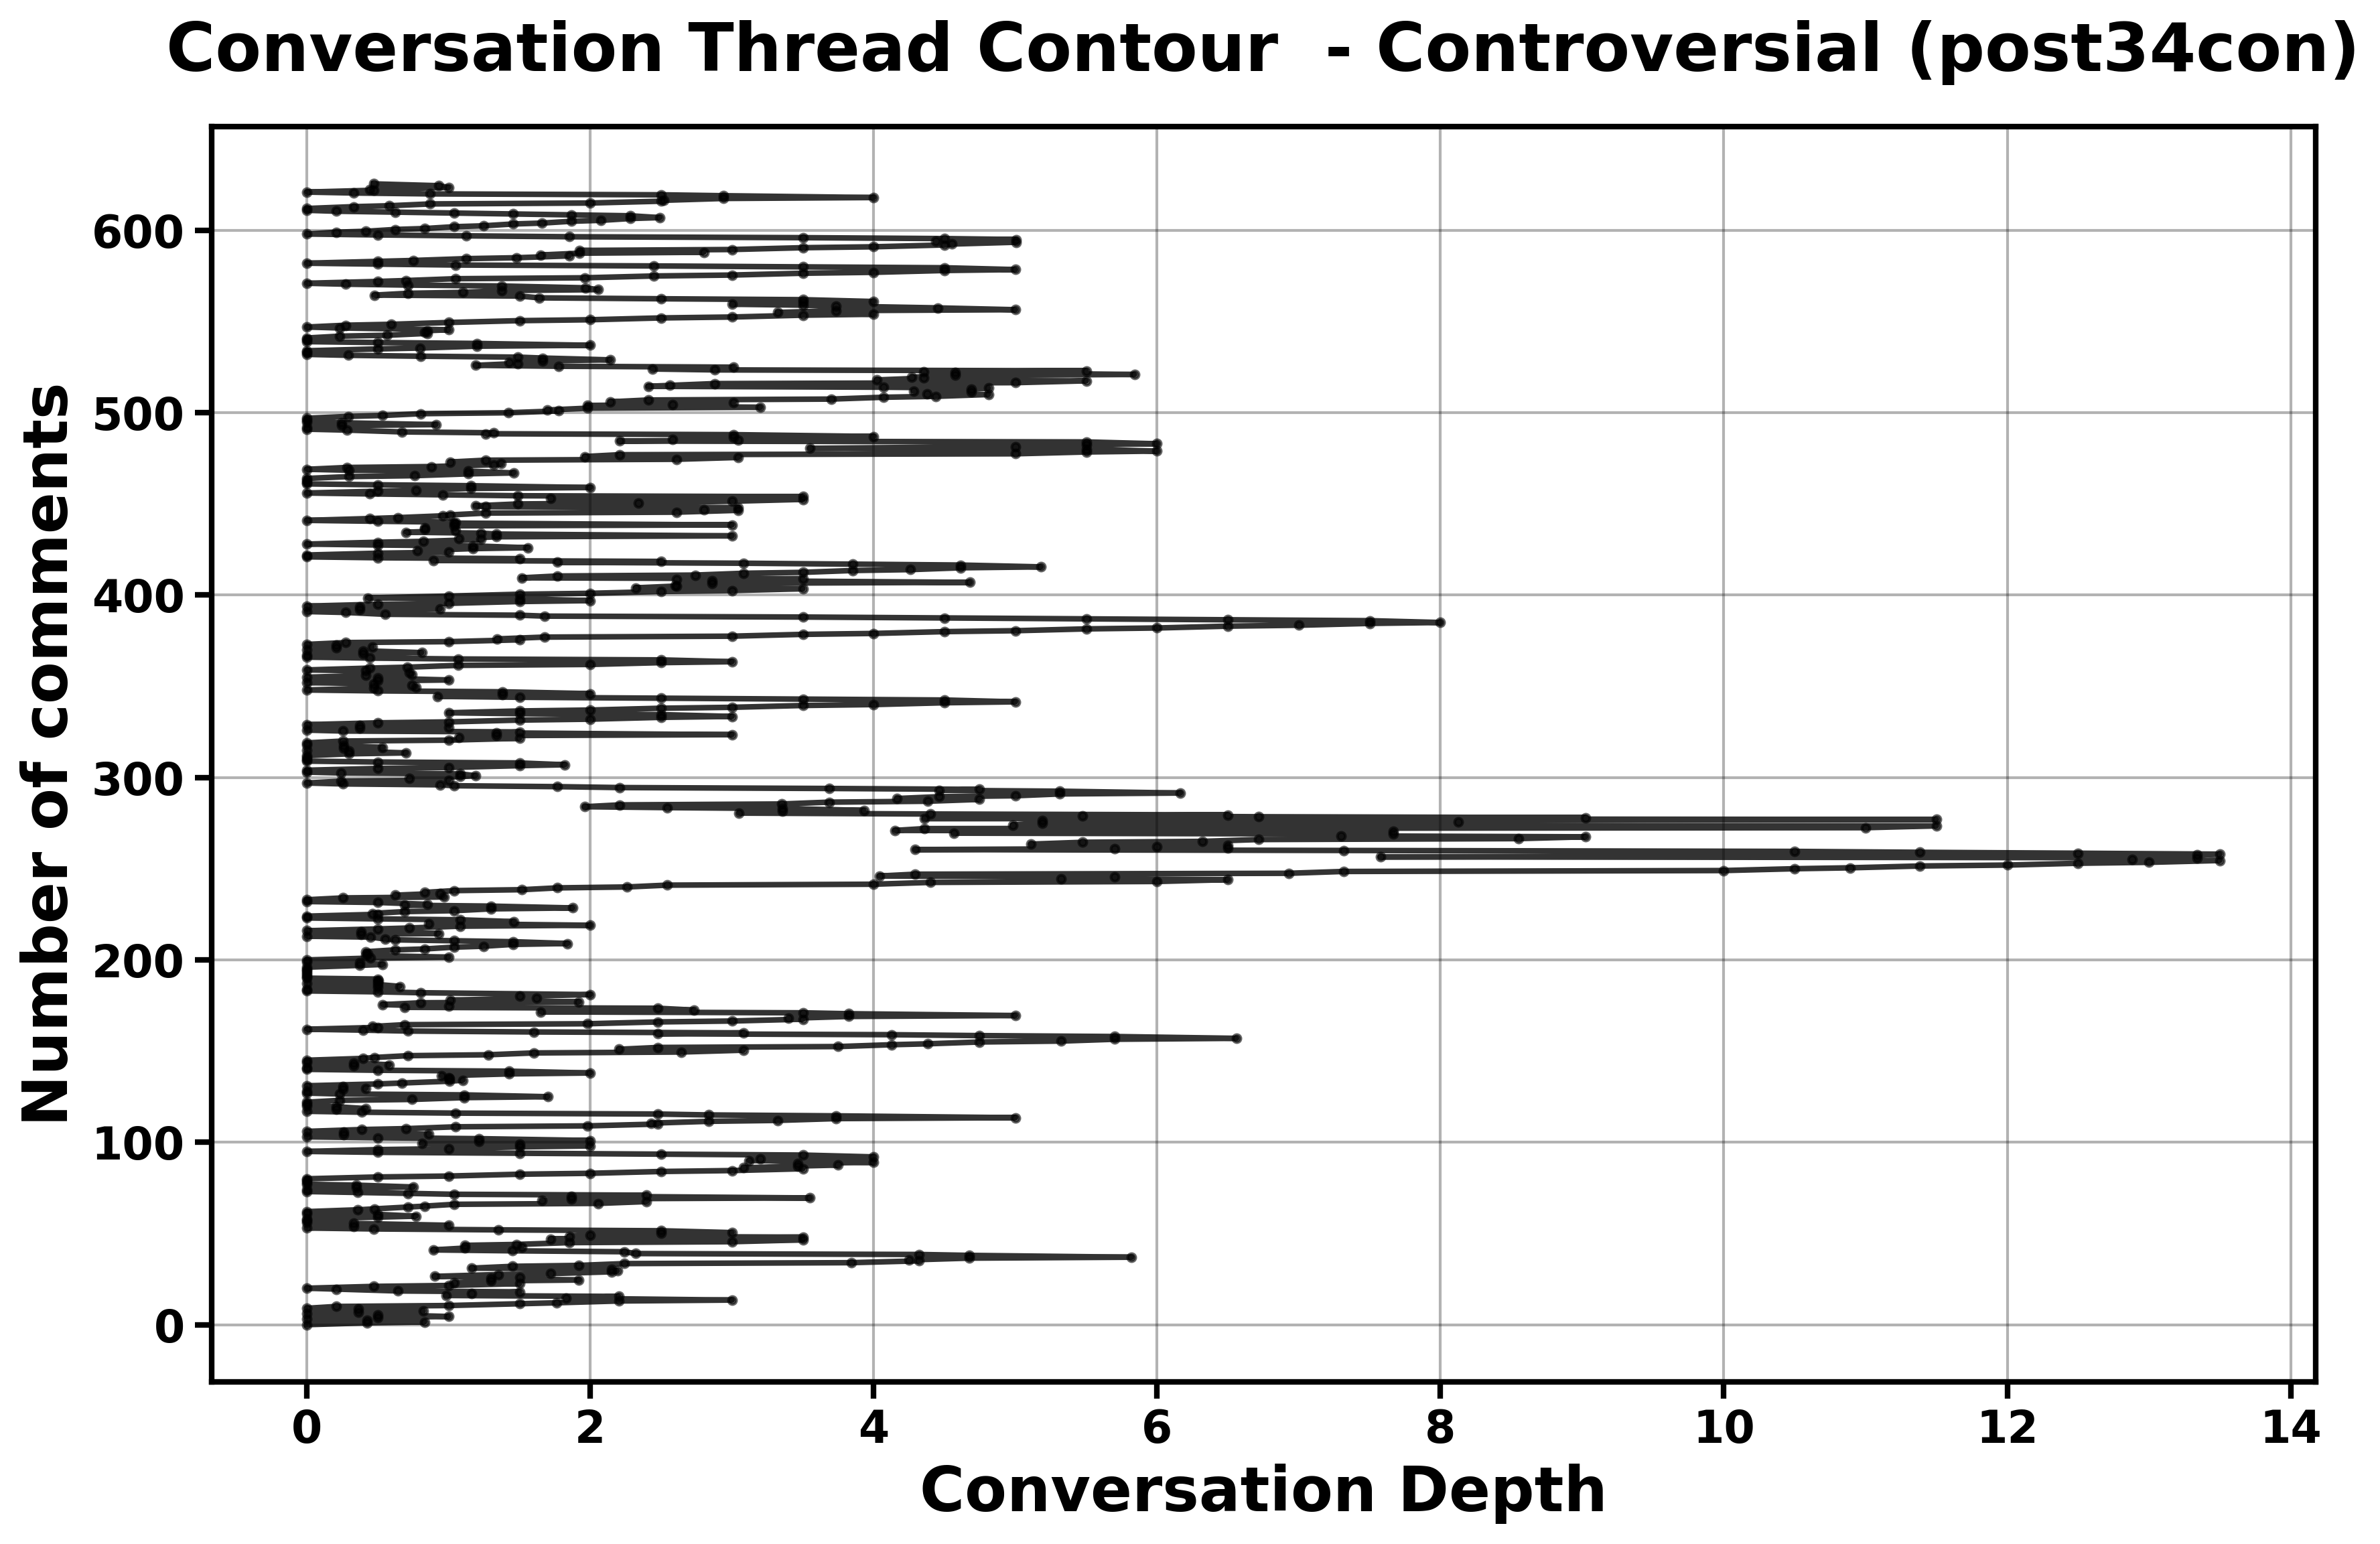 Conversation Thread Contour  - Controversial (post34con)
Number of comments
600
500
400
300
200
100
0
0 2 4 6 8 10 12 14
Conversation Depth